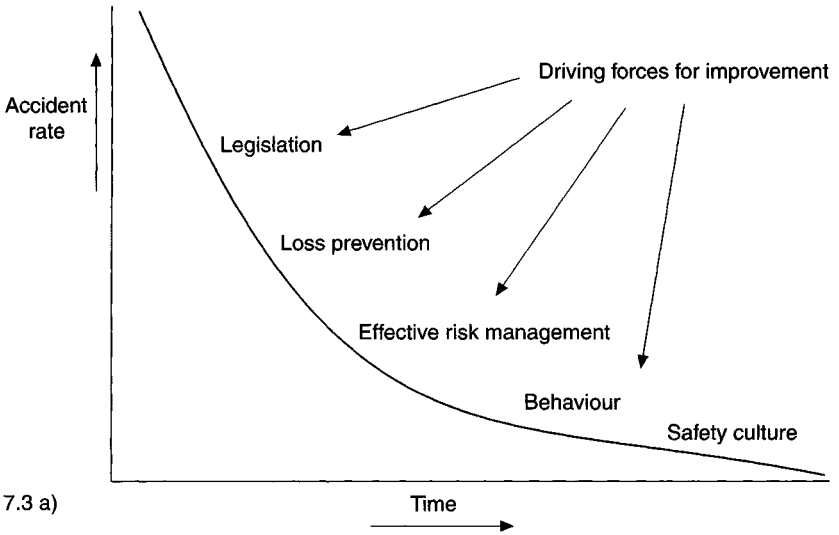 Driving forces for improvement
Accident
rate
Legislation
Loss prevention
Effective risk management
Behaviour
Safety culture
7.3 a)
Time